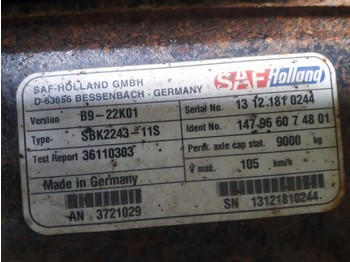 SAF-HOLLAND GMBH
D-63856 BESSENBACH · GERMANY
SAF Holland
Version B9-22K01
Serial No. 13 12.181 0244
Type: SBK2243-11S
Ident No. 147 96 60 7 48 01
Test Report 36110303
Perm. axle cap stat. 9000 kg
V max. 105 km/h
Made in Germany
AN 3721029
SN 13121810244